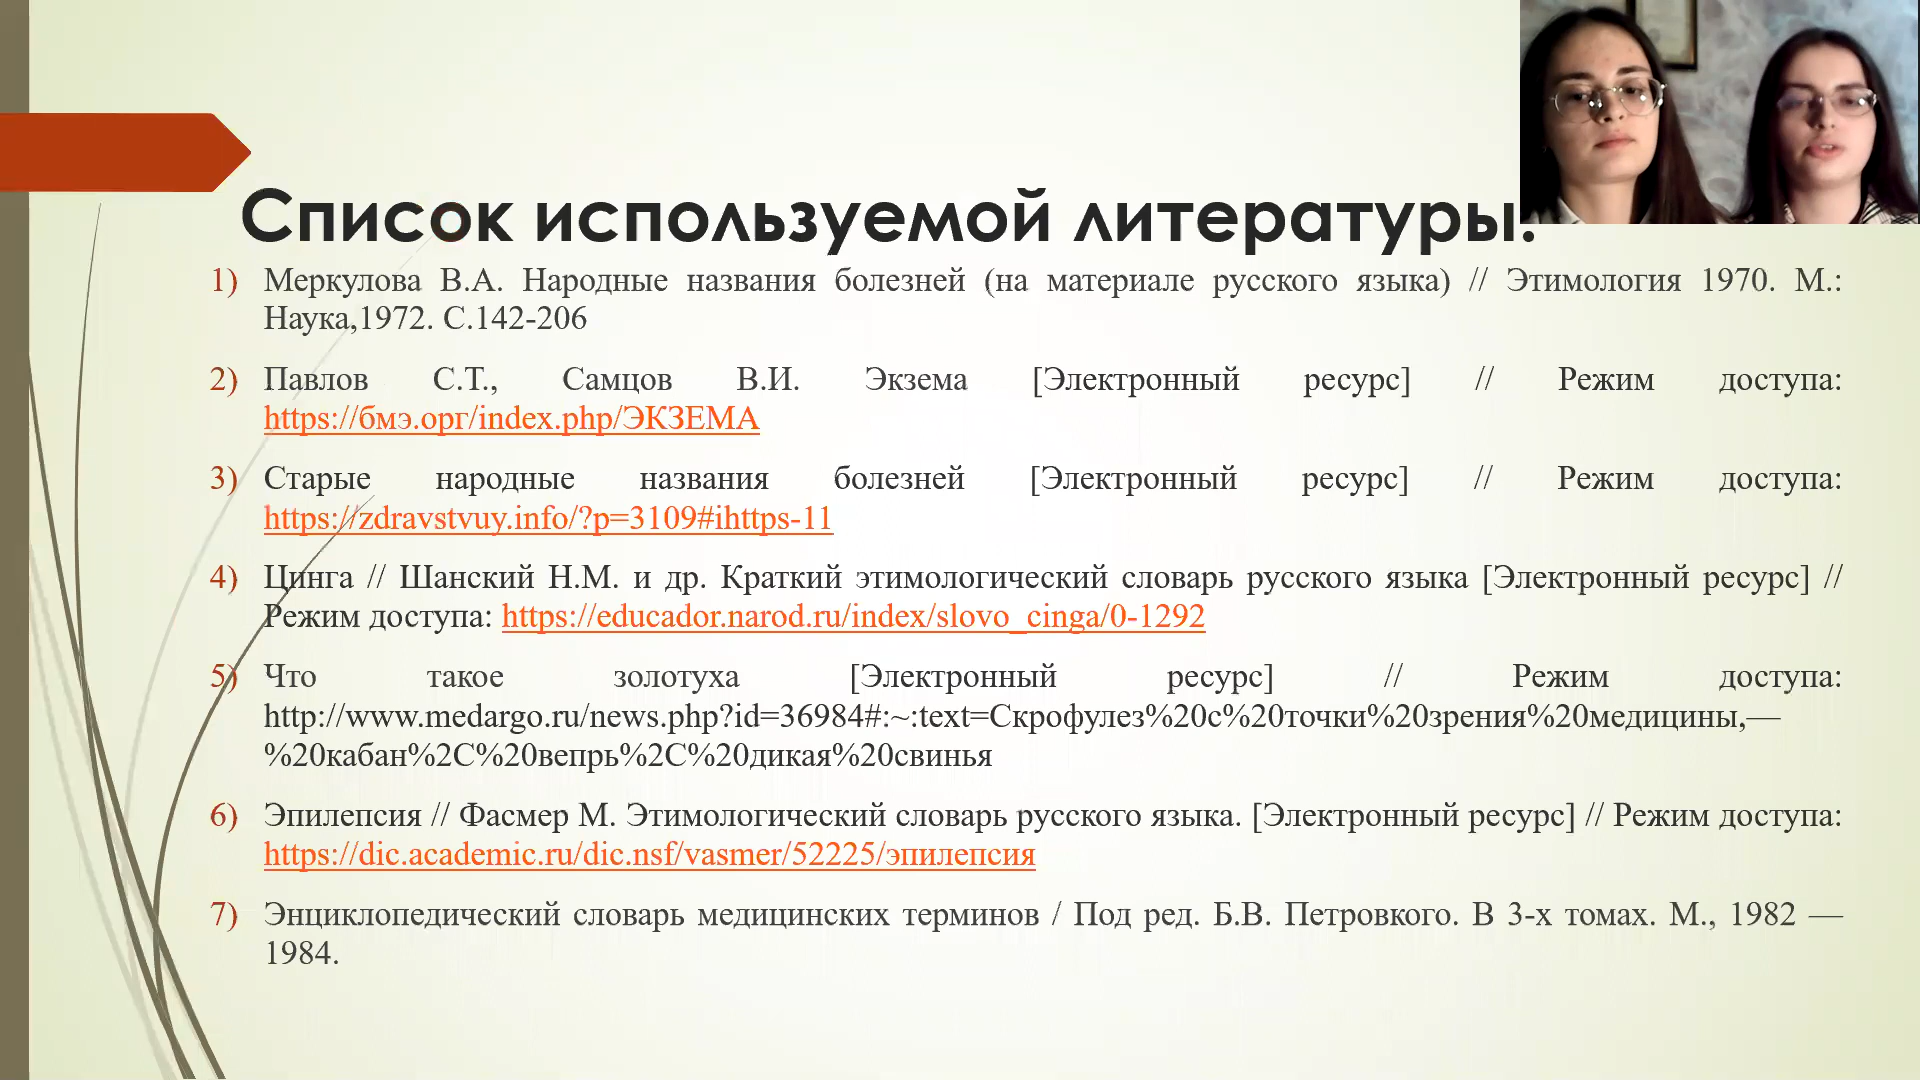 Список используемой литературы:
1) Меркулова В.А. Народные названия болезней (на материале русского языка) // Этимология 1970. М.:
Наука,1972. С.142-206
2) Павлов С.Т., Самцов В.И. Экзема [Электронный ресурс] // Режим доступа:
https://бмэ.орг/index.php/ЭКЗЕМА
3) Старые народные названия болезней [Электронный ресурс] // Режим доступа:
https://zdravstvuy.info/?p=3109#ihttps-11
4) Цинга // Шанский Н.М. и др. Краткий этимологический словарь русского языка [Электронный ресурс] //
Режим доступа: https://educador.narod.ru/index/slovo_cinga/0-1292
5) Что такое золотуха [Электронный ресурс] // Режим доступа:
http://www.medargo.ru/news.php?id=36984#:~:text=Скрофулез%20с%20точки%20зрения%20медицины,—
%20кабан%2C%20вепрь%2C%20дикая%20свинья
6) Эпилепсия // Фасмер М. Этимологический словарь русского языка. [Электронный ресурс] // Режим доступа:
https://dic.academic.ru/dic.nsf/vasmer/52225/эпилепсия
7) Энциклопедический словарь медицинских терминов / Под ред. Б.В. Петровкого. В 3-х томах. М., 1982 —
1984.